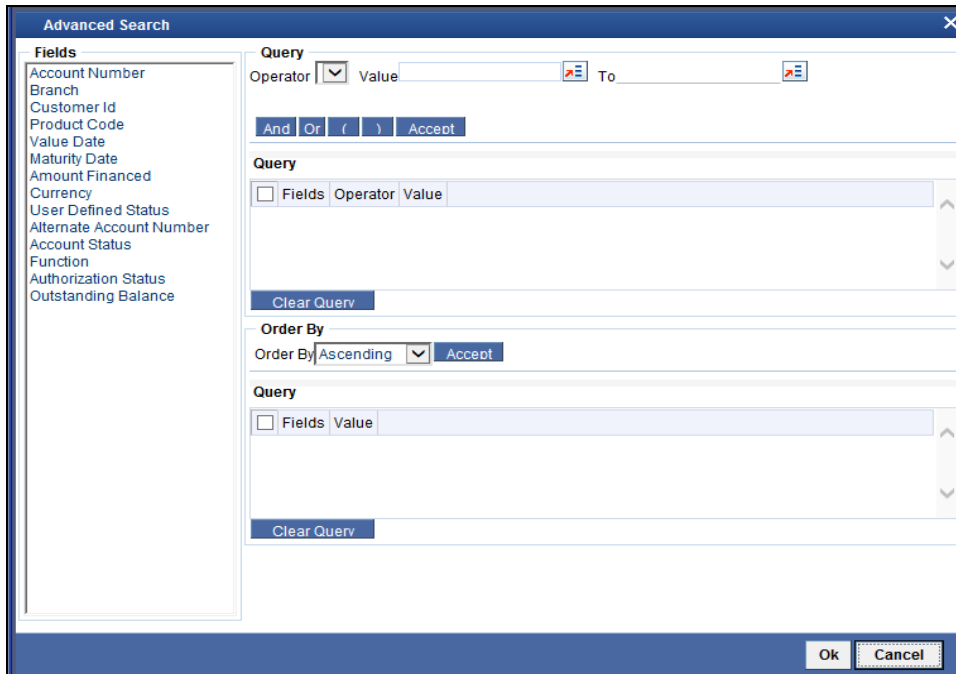 Advanced Search
Fields
Account Number
Branch
Customer Id
Product Code
Value Date
Maturity Date
Amount Financed
Currency
User Defined Status
Alternate Account Number
Account Status
Function
Authorization Status
Outstanding Balance
Query
Operator Value To
And Or ( ) Accept
Query
Fields Operator Value
Clear Query
Order By
Order By Ascending Accept
Query
Fields Value
Clear Query
Ok Cancel